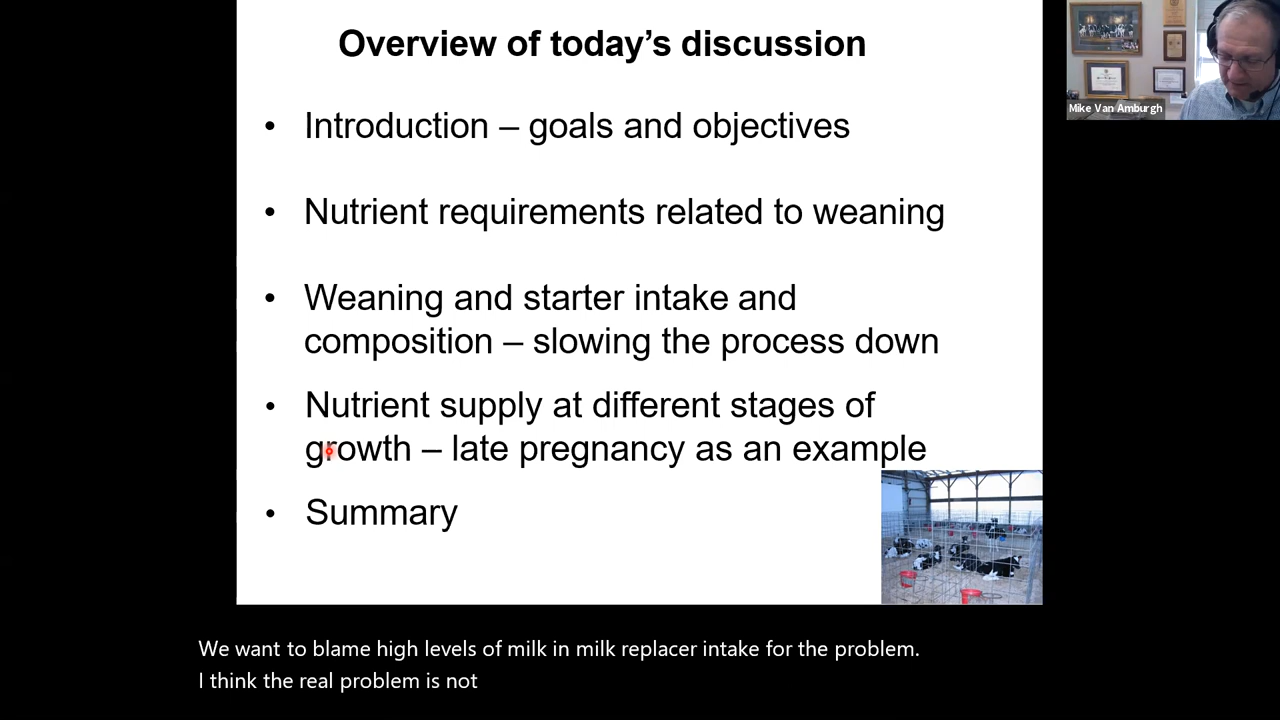 Overview of today’s discussion
• Introduction – goals and objectives
• Nutrient requirements related to weaning
• Weaning and starter intake and
composition – slowing the process down
• Nutrient supply at different stages of
growth – late pregnancy as an example
• Summary
Mike Van Amburgh
We want to blame high levels of milk in milk replacer intake for the problem.
I think the real problem is not